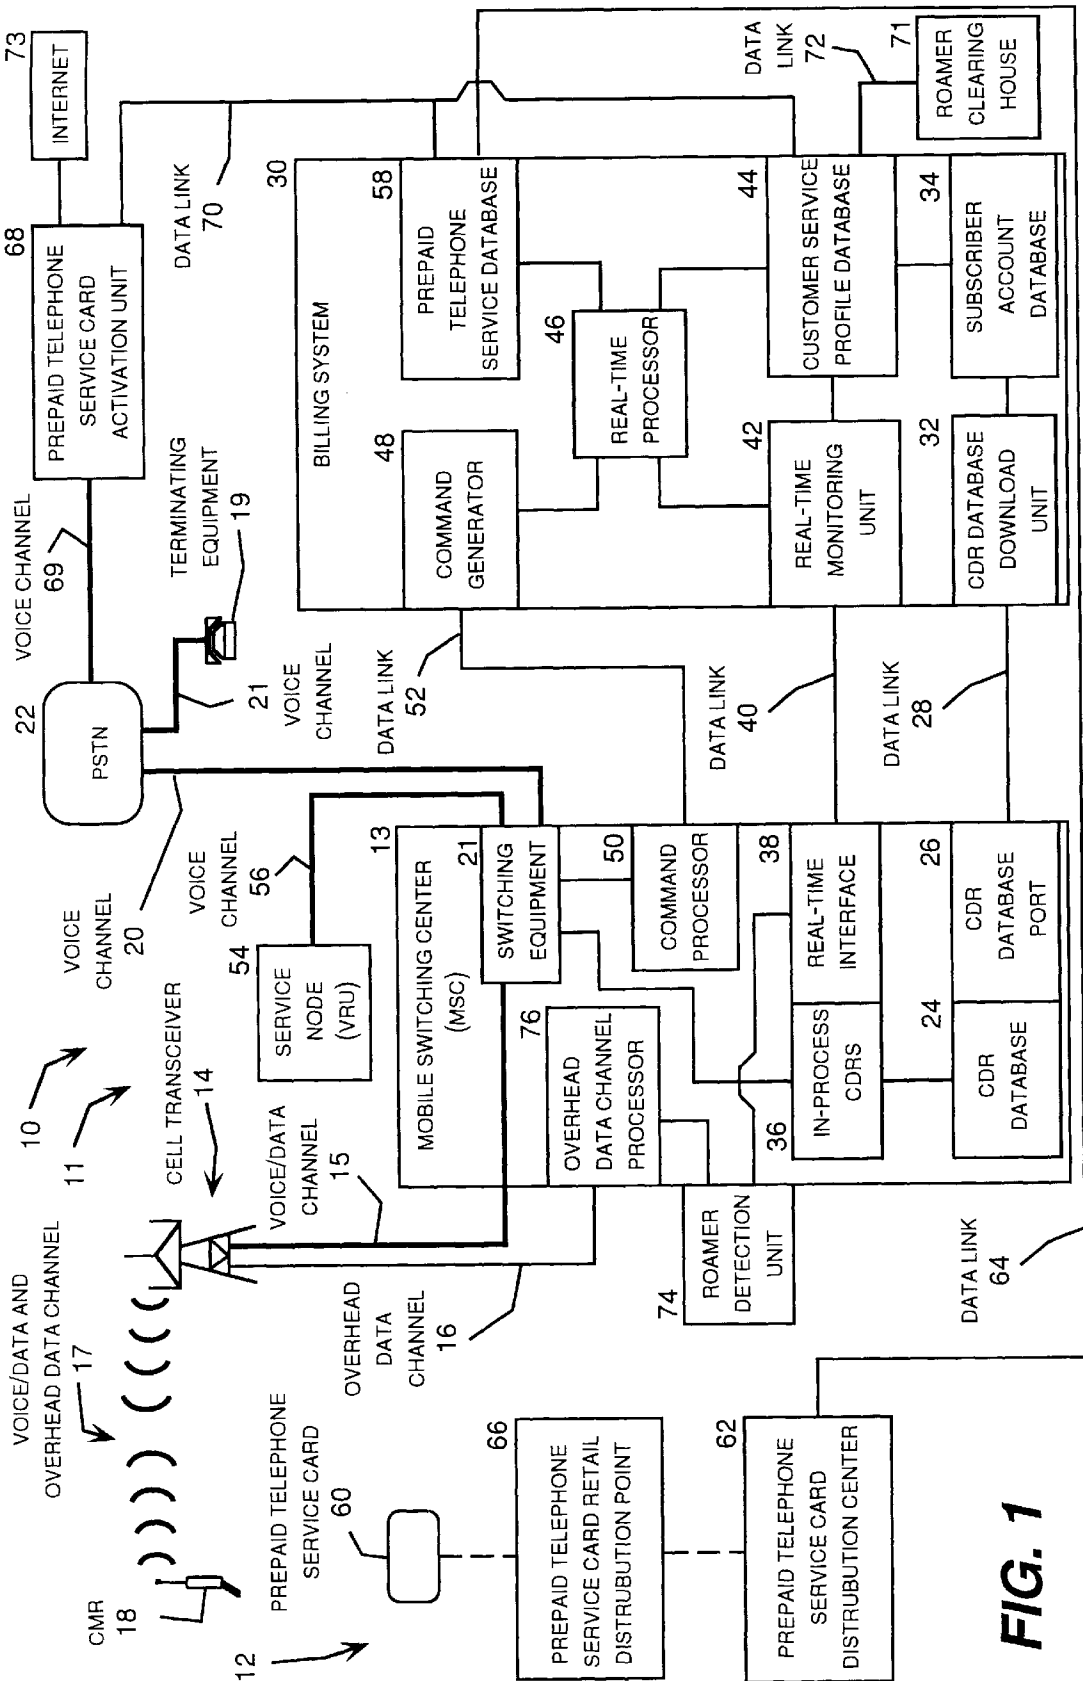 VOICE/DATA AND
OVERHEAD DATA CHANNEL
17
CMR
18
10
11
CELL TRANSCEIVER
14
12
PREPAID TELEPHONE
SERVICE CARD
60
VOICE/DATA
CHANNEL
15
OVERHEAD
DATA
CHANNEL
16
66
PREPAID TELEPHONE
SERVICE CARD RETAIL
DISTRUBUTION POINT
62
PREPAID TELEPHONE
SERVICE CARD
DISTRUBUTION CENTER
DATA LINK
64
VOICE
CHANNEL
20
VOICE
CHANNEL
56
54
SERVICE
NODE
(VRU)
13
MOBILE SWITCHING CENTER
(MSC)
21
SWITCHING
EQUIPMENT
76
OVERHEAD
DATA CHANNEL
PROCESSOR
50
COMMAND
PROCESSOR
74
ROAMER
DETECTION
UNIT
38
REAL-TIME
INTERFACE
36
IN-PROCESS
CDRS
24
CDR
DATABASE
26
CDR
DATABASE
PORT
22
PSTN
VOICE CHANNEL
69
TERMINATING
EQUIPMENT
19
21
VOICE
CHANNEL
DATA LINK
52
DATA LINK
40
DATA LINK
28
68
PREPAID TELEPHONE
SERVICE CARD
ACTIVATION UNIT
73
INTERNET
DATA LINK
70
30
BILLING SYSTEM
48
COMMAND
GENERATOR
58
PREPAID
TELEPHONE
SERVICE DATABASE
46
REAL-TIME
PROCESSOR
42
REAL-TIME
MONITORING
UNIT
44
CUSTOMER SERVICE
PROFILE DATABASE
32
CDR DATABASE
DOWNLOAD
UNIT
34
SUBSCRIBER
ACCOUNT
DATABASE
DATA
LINK
72
71
ROAMER
CLEARING
HOUSE
FIG. 1